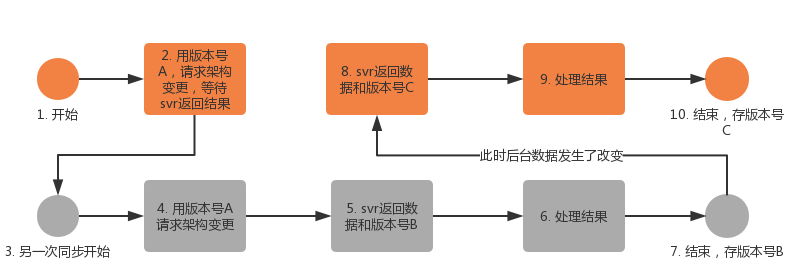 1. 开始
2. 用版本号
A，请求架构
变更，等待
svr返回结果
3. 另一次同步开始
4. 用版本号A
请求架构变更
5. svr返回数
据和版本号B
6. 处理结果
7. 结束，存版本号B
此时后台数据发生了改变
8. svr返回数
据和版本号C
9. 处理结果
10. 结束，存版本号
C